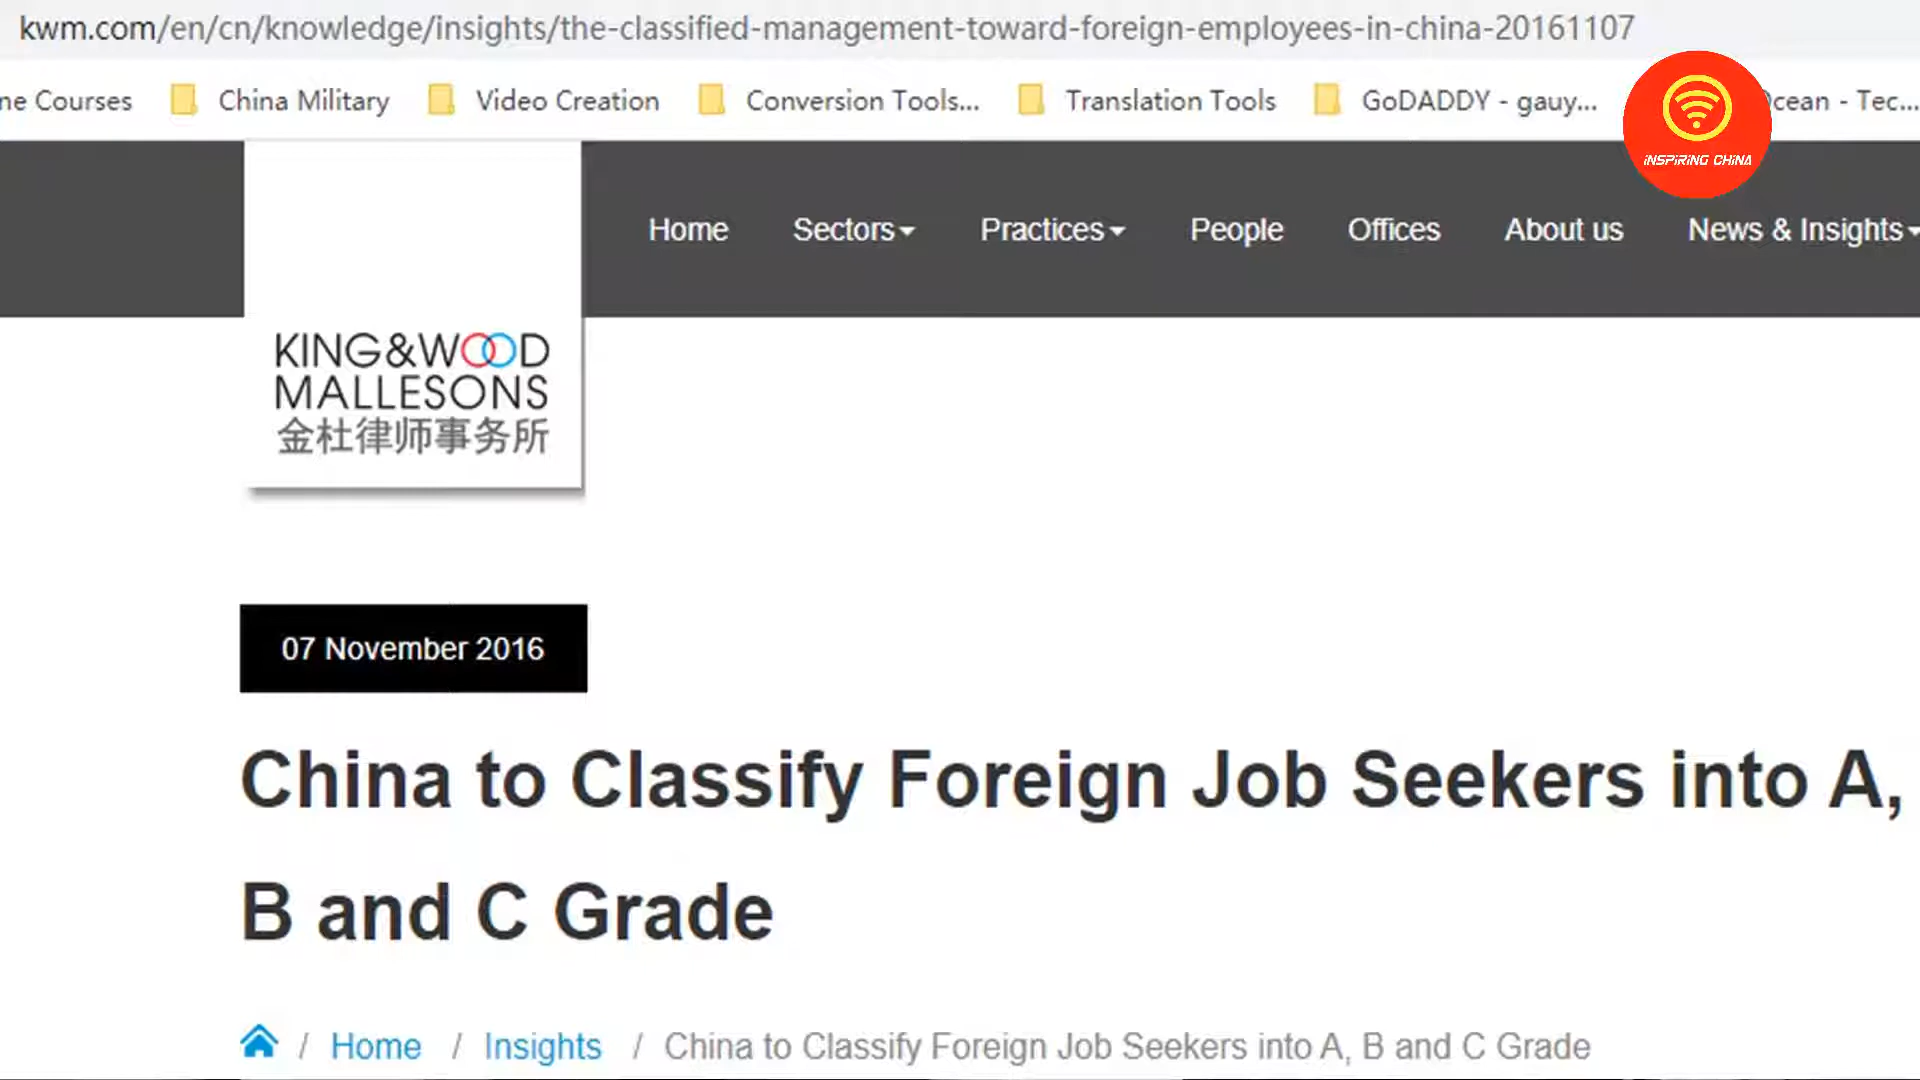 kwm.com/en/cn/knowledge/insights/the-classified-management-toward-foreign-employees-in-china-20161107
ne Courses China Military Video Creation Conversion Tools... Translation Tools GoDADDY - gauy... Ocean - Tec...
INSPIRING CHINA
Home Sectors Practices People Offices About us News & Insights
KING&WOOD
MALLESONS
金杜律师事务所
07 November 2016
China to Classify Foreign Job Seekers into A,
B and C Grade
/ Home / Insights / China to Classify Foreign Job Seekers into A, B and C Grade